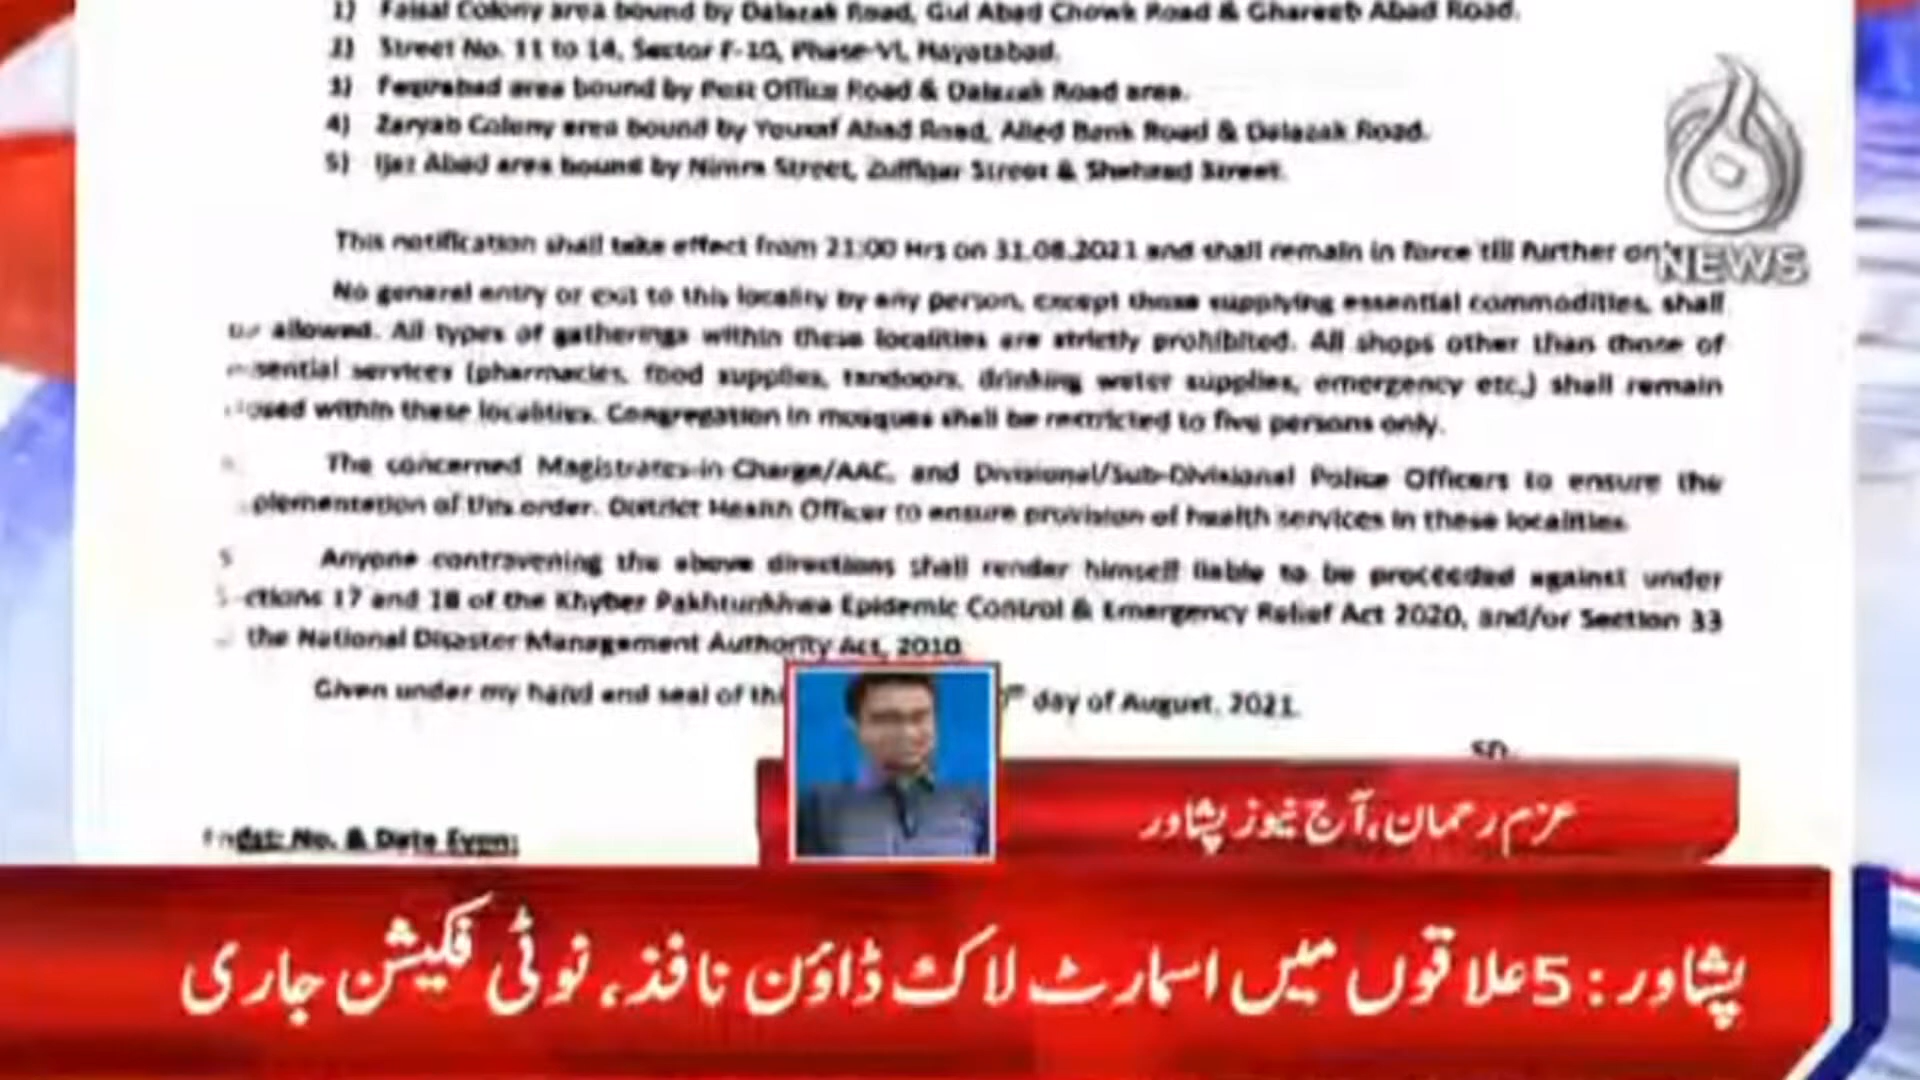 1) Faisal Colony area bound by Dalazak Road, Gul Abad Chowk Road & Ghareeb Abad Road.
2) Street No. 11 to 14, Sector F-10, Phase-VI, Hayatabad.
3) Faqirabad area bound by Post Office Road & Dalazak Road area.
4) Zaryab Colony area bound by Yousaf Abad Road, Allied Bank Road & Dalazak Road.
5) Ijaz Abad area bound by Nimra Street, Zulfiqar Street & Shehzad Street.
NEWS
This notification shall take effect from 21:00 Hrs on 31.08.2021 and shall remain in force till further
No general entry or exit to this locality by any person, except those supplying essential commodities, shall
allowed. All types of gatherings within these localities are strictly prohibited. All shops other than those of
sential services (pharmacies, food supplies, tandoors, drinking water supplies, emergency etc,) shall remain
osed within these localities. Congregation in mosques shall be restricted to five persons only.
The concerned Magistrates-in-Charge/AAC, and Divisional/Sub-Divisional Police Officers to ensure the
plementation of this order. District Health Officer to ensure provision of health services in these localities.
5 Anyone contravening the above directions shall render himself liable to be proceeded against under
ctions 17 and 18 of the Khyber Pakhtunkhwa Epidemic Control & Emergency Relief Act 2020, and/or Section 33
the National Disaster Management Authority Act, 2010.
Given under my hand and seal of th day of August, 2021.
SD.
عزم رحمان، آج نیوز پشاور
Endst: No. & Date Even:
پشاور: 5 علاقوں میں اسمارٹ لاک ڈاؤن نافذ، نوٹی فکیشن جاری